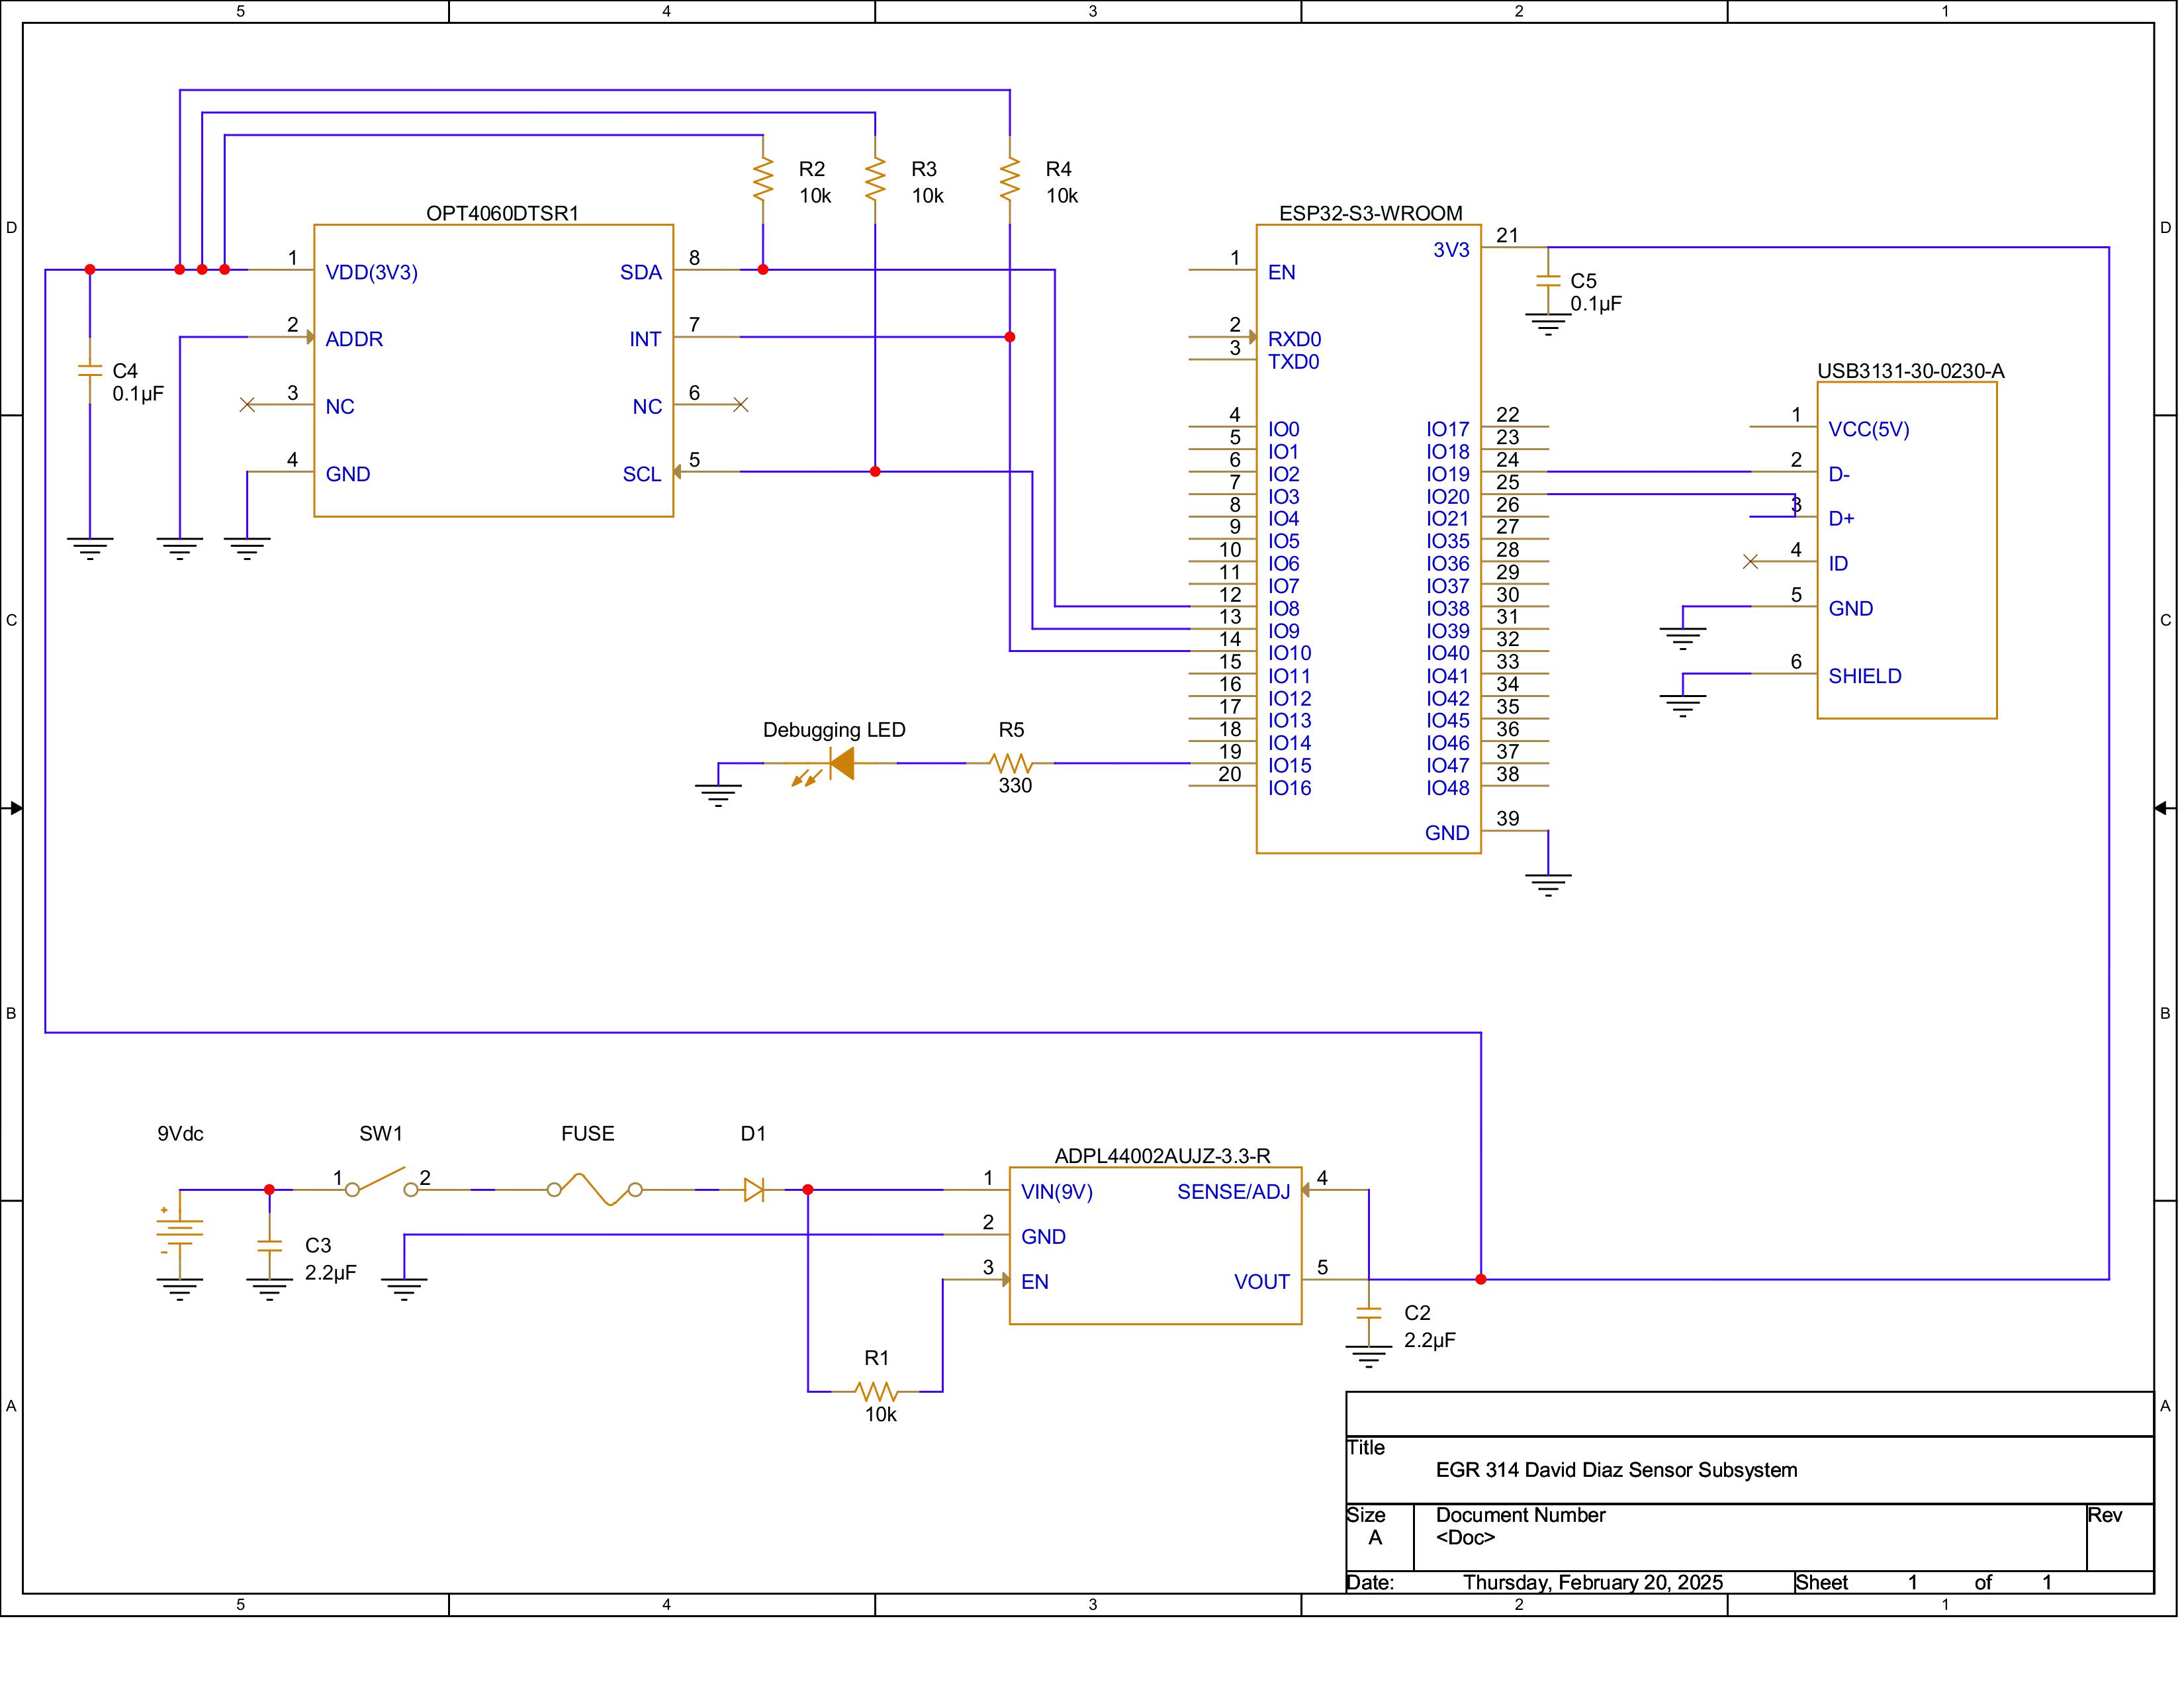 5 4 3 2 1
D
D
C
C
B
B
A
A
R2
10k
R3
10k
R4
10k
OPT4060DTSR1
1 VDD(3V3)
2 ADDR
3 NC
4 GND
SDA 8
INT 7
NC 6
SCL 5
C4
0.1µF
ESP32-S3-WROOM
1 EN
2 RXD0
3 TXD0
4 IO0
5 IO1
6 IO2
7 IO3
8 IO4
9 IO5
10 IO6
11 IO7
12 IO8
13 IO9
14 IO10
15 IO11
16 IO12
17 IO13
18 IO14
19 IO15
20 IO16
3V3 21
IO17 22
IO18 23
IO19 24
IO20 25
IO21 26
IO35 27
IO36 28
IO37 29
IO38 30
IO39 31
IO40 32
IO41 33
IO42 34
IO45 35
IO46 36
IO47 37
IO48 38
GND 39
C5
0.1µF
USB3131-30-0230-A
1 VCC(5V)
2 D-
3 D+
4 ID
5 GND
6 SHIELD
Debugging LED
R5
330
9Vdc
+
-
SW1
1 2
FUSE
D1
C3
2.2µF
ADPL44002AUJZ-3.3-R
1 VIN(9V)
2 GND
3 EN
SENSE/ADJ 4
VOUT 5
C2
2.2µF
R1
10k
Title
EGR 314 David Diaz Sensor Subsystem
Size
A
Document Number
<Doc>
Rev
Date: Thursday, February 20, 2025 Sheet 1 of 1
5 4 3 2 1